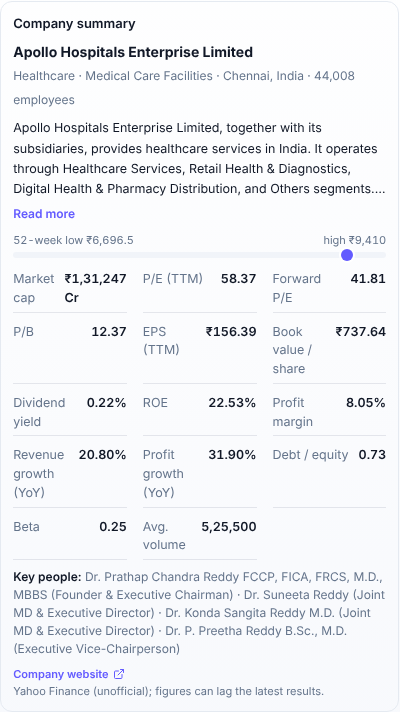 Company summary
Apollo Hospitals Enterprise Limited
Healthcare · Medical Care Facilities · Chennai, India · 44,008
employees
Apollo Hospitals Enterprise Limited, together with its
subsidiaries, provides healthcare services in India. It operates
through Healthcare Services, Retail Health & Diagnostics,
Digital Health & Pharmacy Distribution, and Others segments....
Read more
52-week low ₹6,696.5 high ₹9,410
Market cap ₹1,31,247 Cr
P/E (TTM) 58.37
Forward P/E 41.81
P/B 12.37
EPS (TTM) ₹156.39
Book value / share ₹737.64
Dividend yield 0.22%
ROE 22.53%
Profit margin 8.05%
Revenue growth (YoY) 20.80%
Profit growth (YoY) 31.90%
Debt / equity 0.73
Beta 0.25
Avg. volume 5,25,500
Key people: Dr. Prathap Chandra Reddy FCCP, FICA, FRCS, M.D.,
MBBS (Founder & Executive Chairman) · Dr. Suneeta Reddy (Joint
MD & Executive Director) · Dr. Konda Sangita Reddy M.D. (Joint
MD & Executive Director) · Dr. P. Preetha Reddy B.Sc., M.D.
(Executive Vice-Chairperson)
Company website
Yahoo Finance (unofficial); figures can lag the latest results.